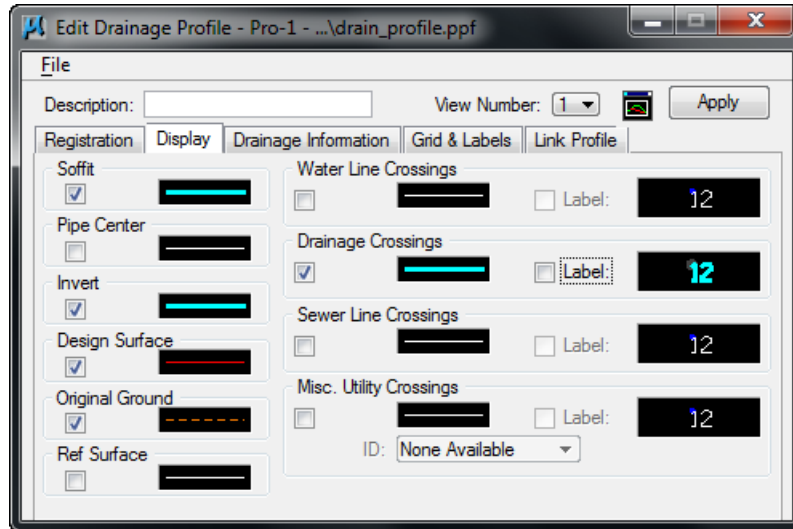 Edit Drainage Profile - Pro-1 - ...\drain_profile.ppf
File
Description: View Number: 1 Apply
Registration Display Drainage Information Grid & Labels Link Profile
Soffit
Pipe Center
Invert
Design Surface
Original Ground
Ref Surface
Water Line Crossings
Label: 12
Drainage Crossings
Label: 12
Sewer Line Crossings
Label: 12
Misc. Utility Crossings
Label: 12
ID: None Available